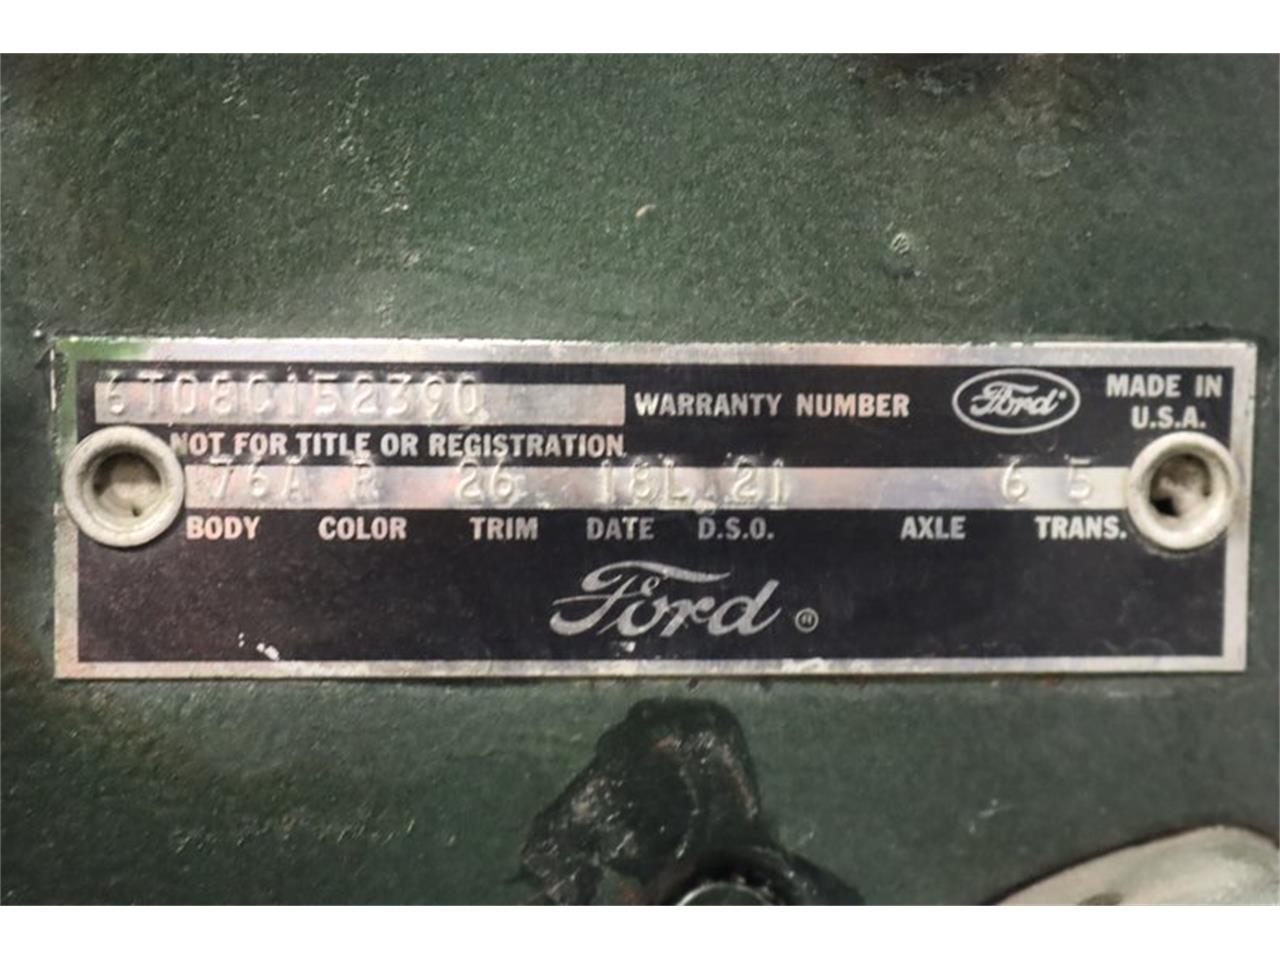 6T08C152390 WARRANTY NUMBER Ford MADE IN
U.S.A.
NOT FOR TITLE OR REGISTRATION
76A R 26 18L 21 6 5
BODY COLOR TRIM DATE D.S.O. AXLE TRANS.
Ford ®